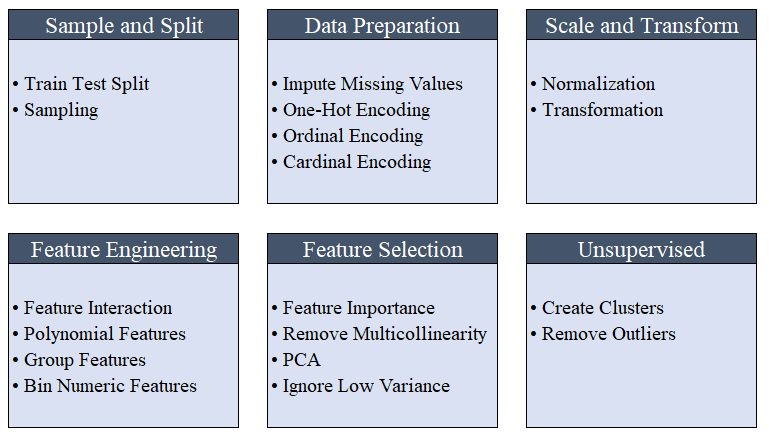 Sample and Split
• Train Test Split
• Sampling
Data Preparation
• Impute Missing Values
• One-Hot Encoding
• Ordinal Encoding
• Cardinal Encoding
Scale and Transform
• Normalization
• Transformation
Feature Engineering
• Feature Interaction
• Polynomial Features
• Group Features
• Bin Numeric Features
Feature Selection
• Feature Importance
• Remove Multicollinearity
• PCA
• Ignore Low Variance
Unsupervised
• Create Clusters
• Remove Outliers